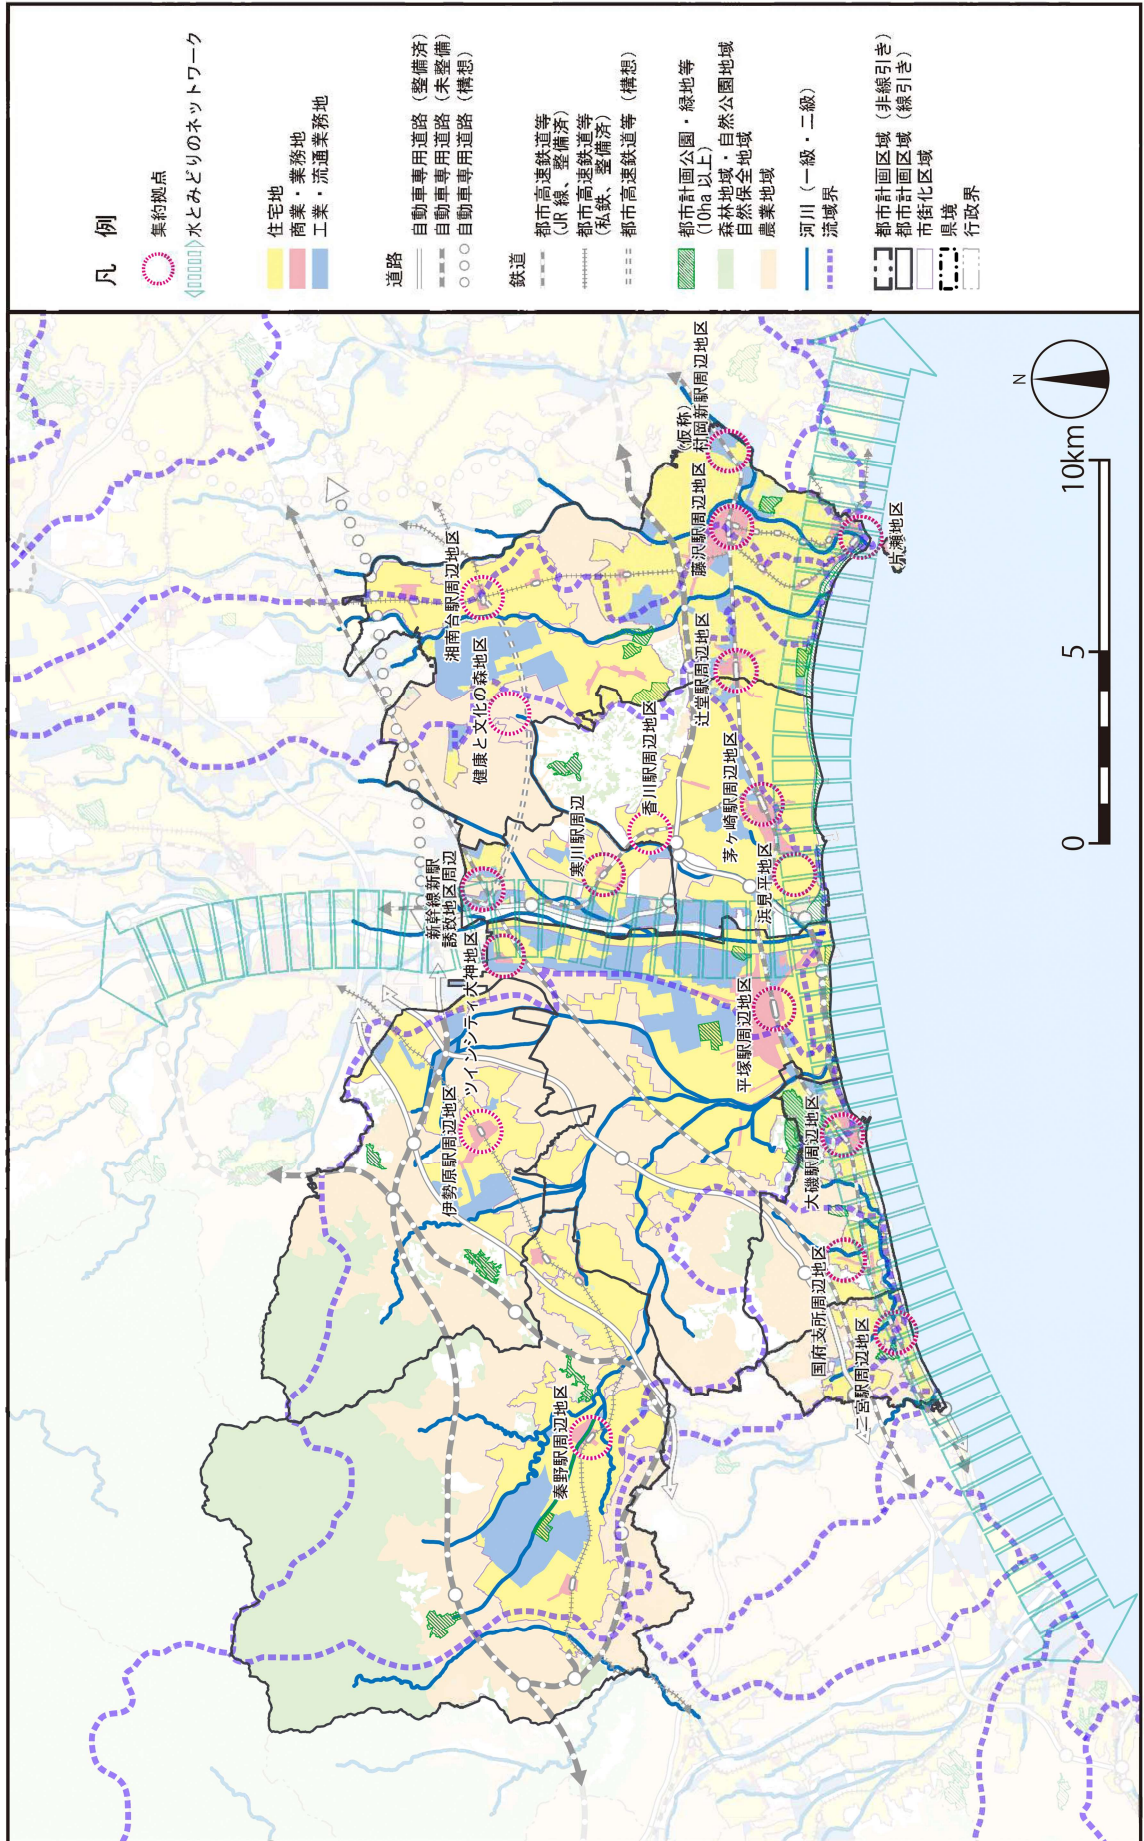 凡 例
集約拠点
水とみどりのネットワーク
住宅地
商業・業務地
工業・流通業務地
道路
自動車専用道路（整備済）
自動車専用道路（未整備）
自動車専用道路（構想）
鉄道
都市高速鉄道等
（JR線、整備済）
都市高速鉄道等
（私鉄、整備済）
都市高速鉄道等（構想）
都市計画公園・緑地等
（10ha以上）
森林地域・自然公園地域
自然保全地域
農業地域
河川（一級・二級）
流域界
都市計画区域（非線引き）
都市計画区域（線引き）
市街化区域
県境
行政界
秦野駅周辺地区
伊勢原駅周辺地区
ツインシティ大神地区
新幹線新駅
誘致地区周辺
健康と文化の森地区
湘南台駅周辺地区
寒川駅周辺
香川駅周辺地区
辻堂駅周辺地区
藤沢駅周辺地区
（仮称）
村岡新駅周辺地区
茅ヶ崎駅周辺地区
浜見平地区
平塚駅周辺地区
大磯駅周辺地区
国府支所周辺地区
二宮駅周辺地区
片瀬地区
N
0
5
10km